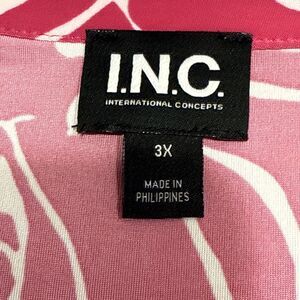 I.N.C.
INTERNATIONAL CONCEPTS
3X
MADE IN
PHILIPPINES